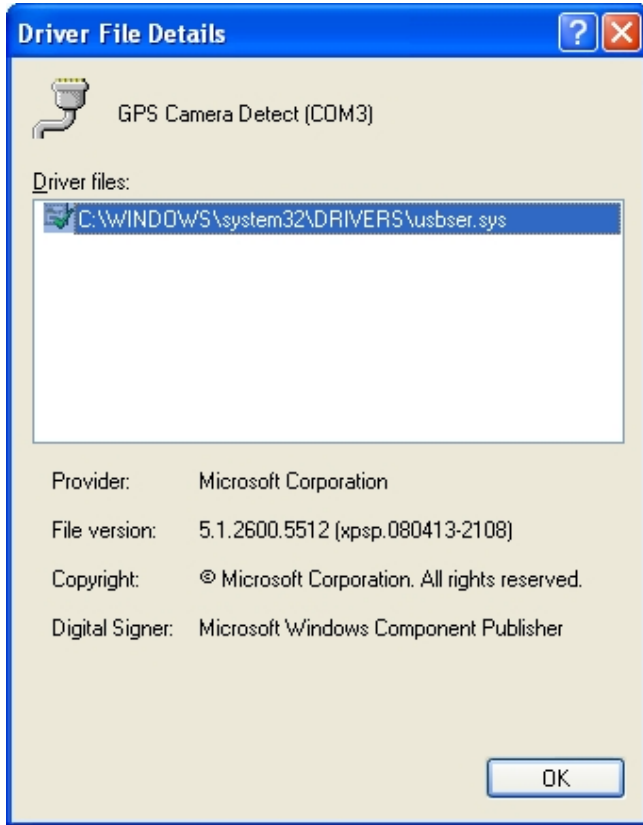 Driver File Details
GPS Camera Detect (COM3)
Driver files:
C:\WINDOWS\system32\DRIVERS\usbser.sys
Provider: Microsoft Corporation
File version: 5.1.2600.5512 (xpsp.080413-2108)
Copyright: © Microsoft Corporation. All rights reserved.
Digital Signer: Microsoft Windows Component Publisher
OK